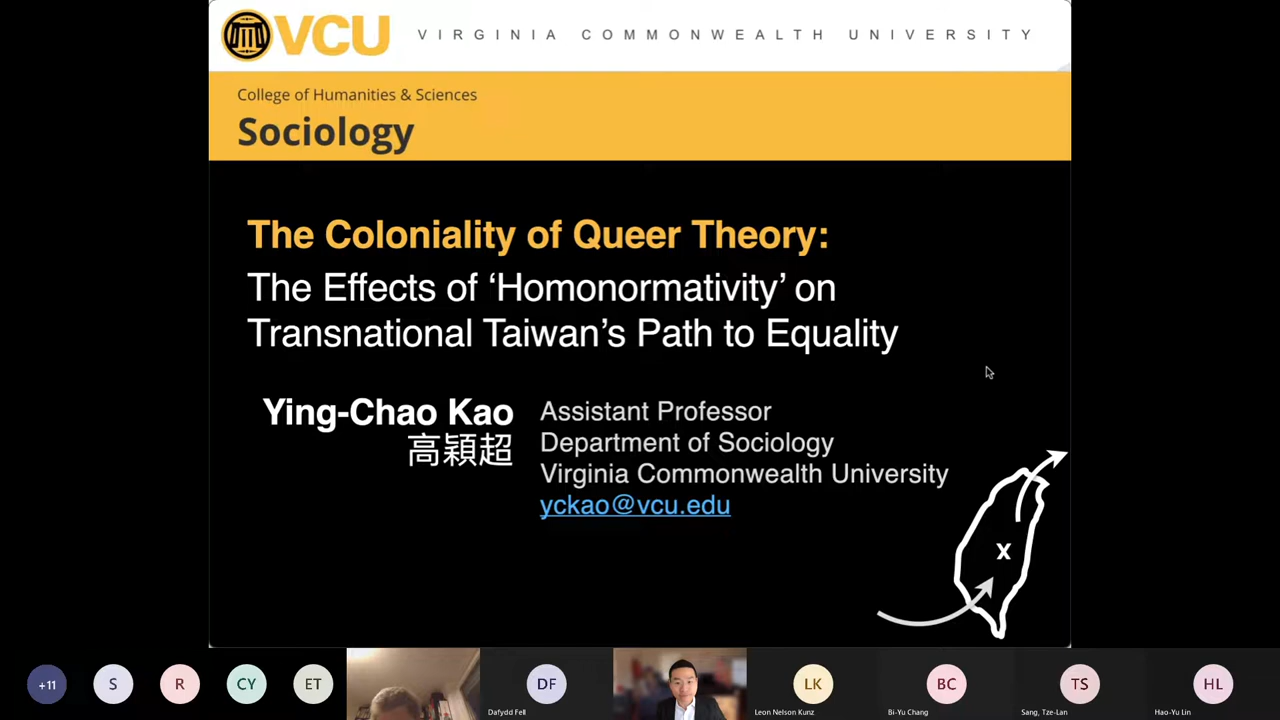 VCU
VIRGINIA COMMONWEALTH UNIVERSITY
College of Humanities & Sciences
Sociology
The Coloniality of Queer Theory:
The Effects of ‘Homonormativity’ on
Transnational Taiwan’s Path to Equality
Ying-Chao Kao
高穎超
Assistant Professor
Department of Sociology
Virginia Commonwealth University
yckao@vcu.edu
X
+11
S
R
CY
ET
DF
Dafydd Fell
LK
Leon Nelson Kunz
BC
Bi-Yu Chang
TS
Sang, Tze-Lan
HL
Hao-Yu Lin